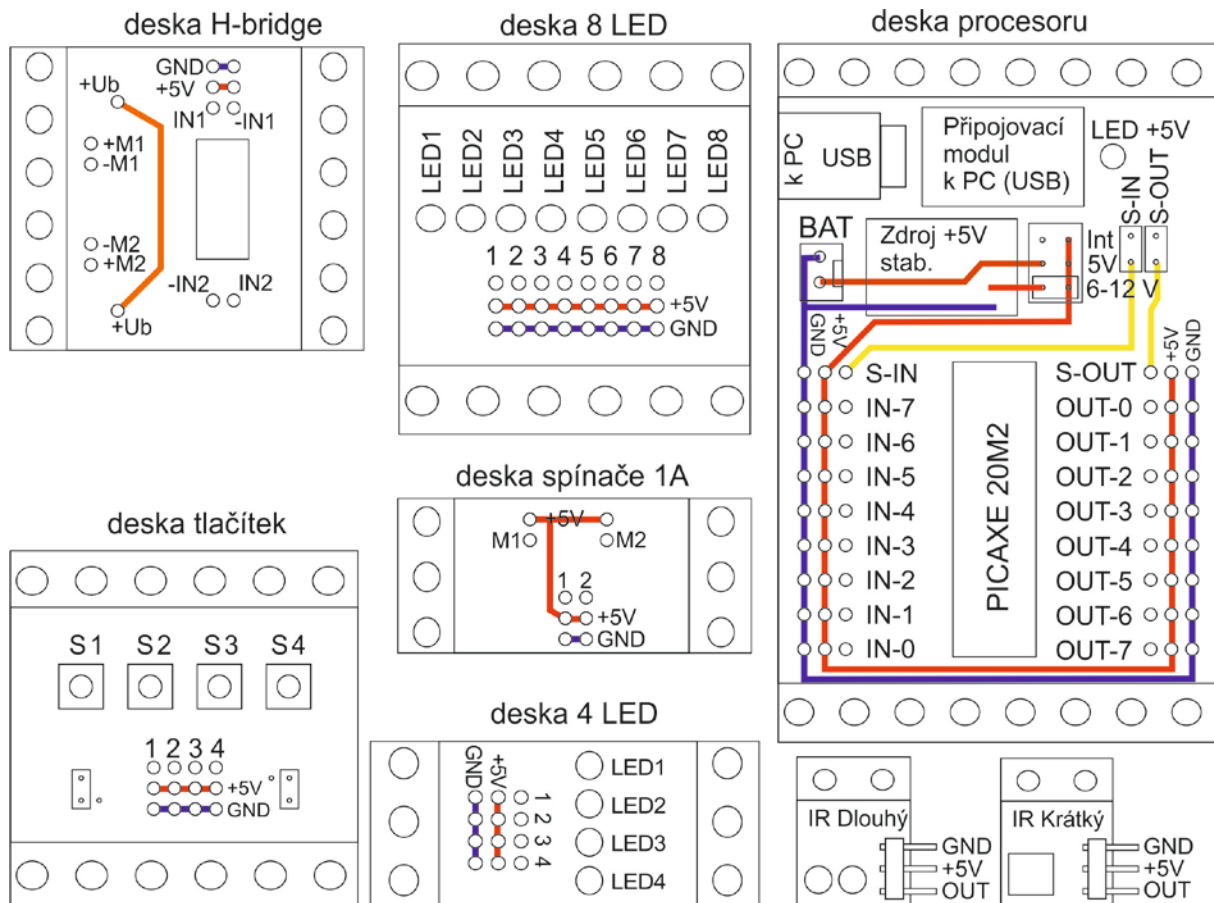 deska H-bridge
GND
+5V
+Ub
IN1
-IN1
+M1
-M1
-M2
+M2
-IN2
IN2
+Ub
deska 8 LED
LED1
LED2
LED3
LED4
LED5
LED6
LED7
LED8
1 2 3 4 5 6 7 8
+5V
GND
deska procesoru
k PC
USB
Připojovací
modul
k PC (USB)
LED +5V
S-IN
S-OUT
BAT
Zdroj +5V
stab.
Int
5V
6-12 V
GND
+5V
+5V
GND
S-IN
IN-7
IN-6
IN-5
IN-4
IN-3
IN-2
IN-1
IN-0
PICAXE 20M2
S-OUT
OUT-0
OUT-1
OUT-2
OUT-3
OUT-4
OUT-5
OUT-6
OUT-7
deska tlačítek
S1 S2 S3 S4
1 2 3 4
+5V
GND
deska spínače 1A
+5V
M1
M2
1 2
+5V
GND
deska 4 LED
GND
+5V
1
2
3
4
LED1
LED2
LED3
LED4
IR Dlouhý
GND
+5V
OUT
IR Krátký
GND
+5V
OUT